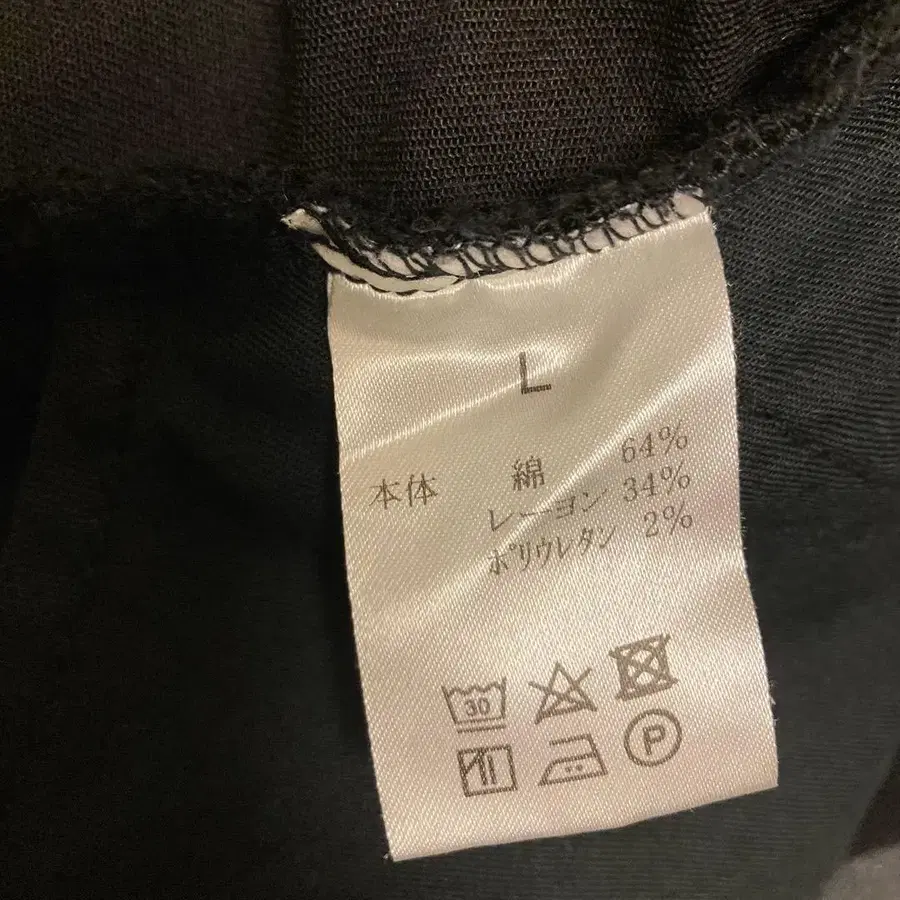 L
本体 綿 64%
レーヨン 34%
ポリウレタン 2%
30
P